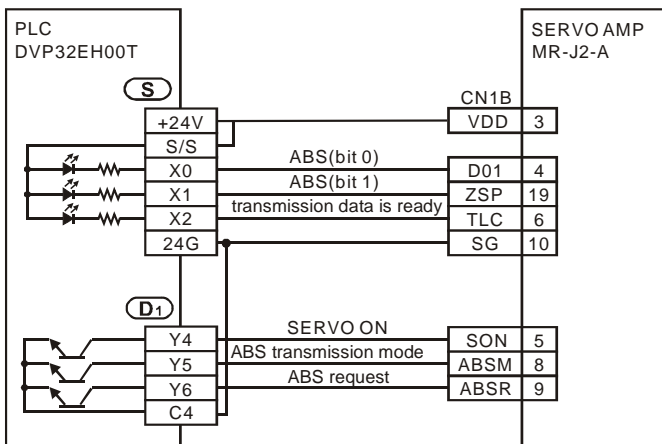 PLC
DVP32EH00T
SERVO AMP
MR-J2-A
S
CN1B
+24V
VDD 3
S/S
X0
ABS(bit 0)
D01 4
X1
ABS(bit 1)
ZSP 19
X2
transmission data is ready
TLC 6
24G
SG 10
D1
Y4
SERVO ON
SON 5
Y5
ABS transmission mode
ABSM 8
Y6
ABS request
ABSR 9
C4